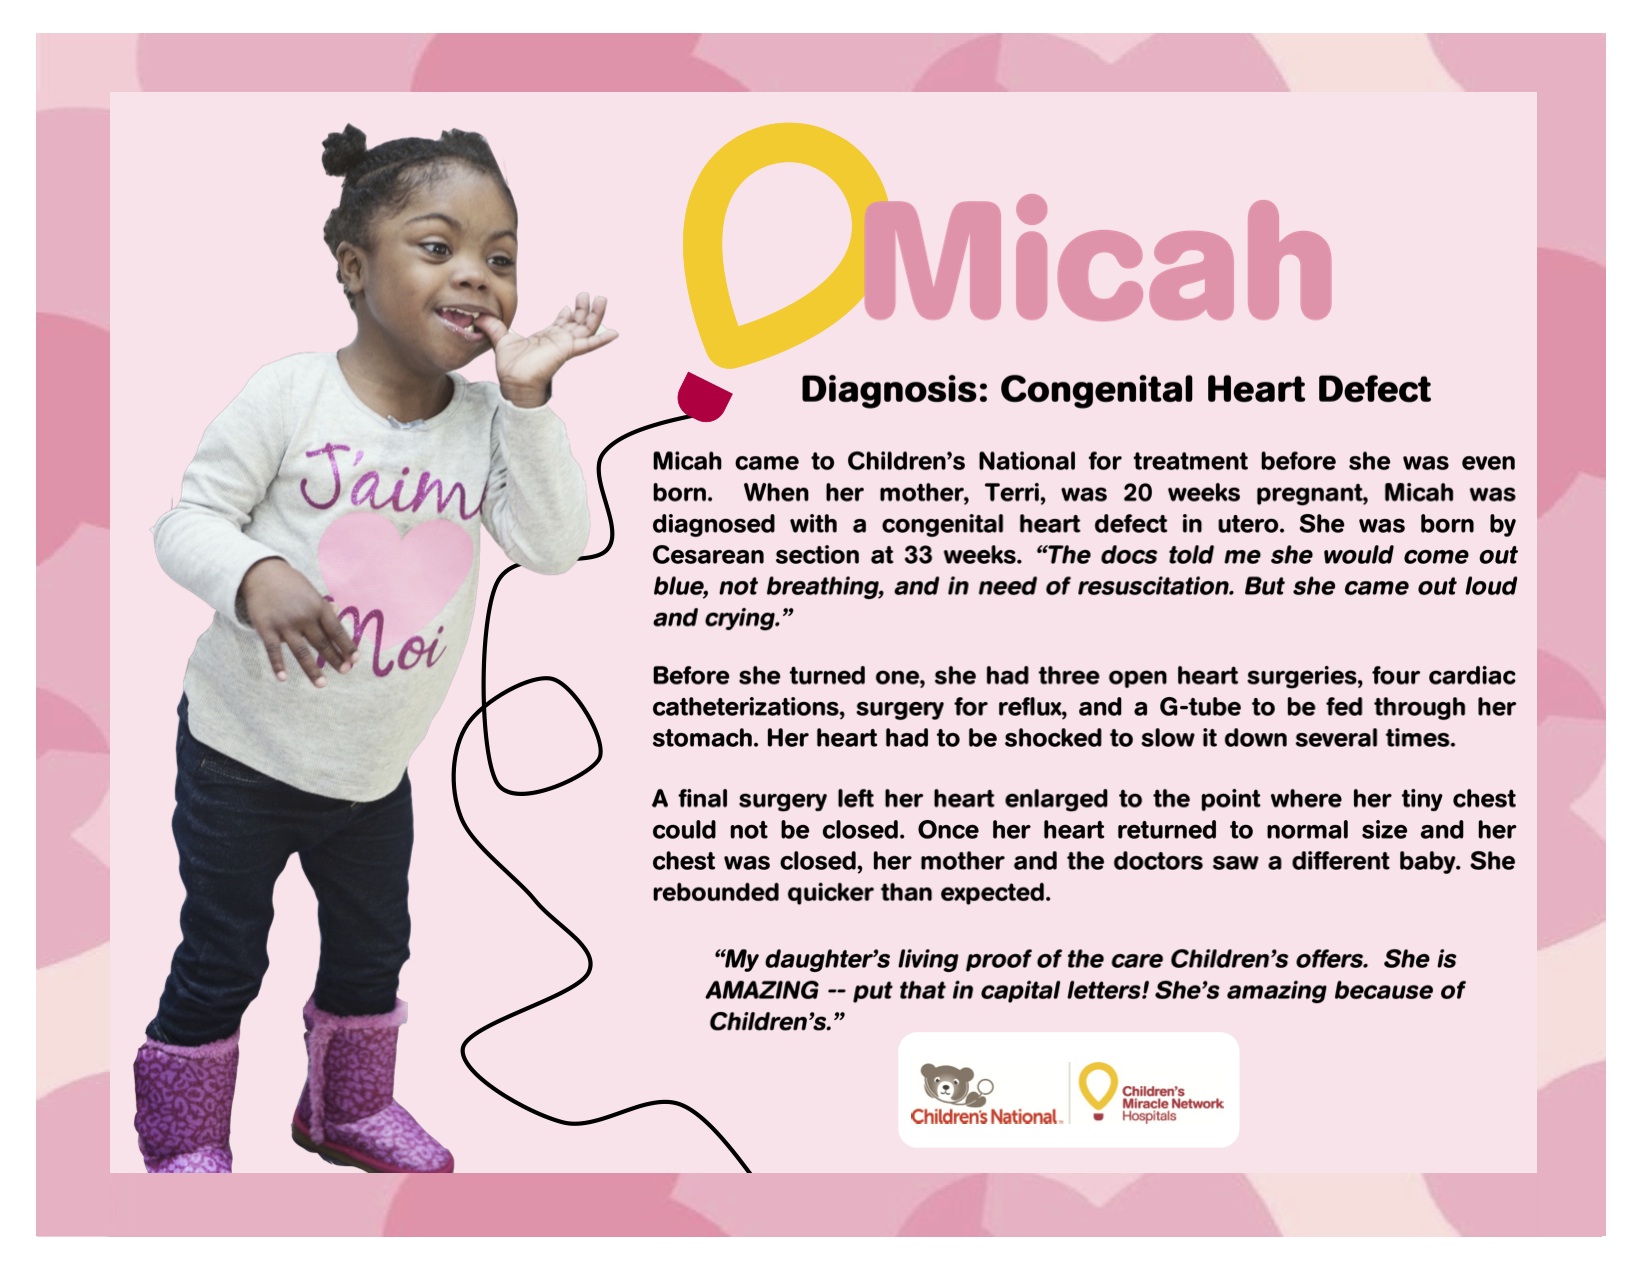 Micah
Diagnosis: Congenital Heart Defect
Micah came to Children’s National for treatment before she was even
born.  When her mother, Terri, was 20 weeks pregnant, Micah was
diagnosed with a congenital heart defect in utero. She was born by
Cesarean section at 33 weeks. “The docs told me she would come out
blue, not breathing, and in need of resuscitation. But she came out loud
and crying.”
Before she turned one, she had three open heart surgeries, four cardiac
catheterizations, surgery for reflux, and a G-tube to be fed through her
stomach. Her heart had to be shocked to slow it down several times.
A final surgery left her heart enlarged to the point where her tiny chest
could not be closed. Once her heart returned to normal size and her
chest was closed, her mother and the doctors saw a different baby. She
rebounded quicker than expected.
“My daughter’s living proof of the care Children’s offers.  She is
AMAZING -- put that in capital letters! She’s amazing because of
Children’s.”
J'aim
Moi
Children's National
Children's
Miracle Network
Hospitals